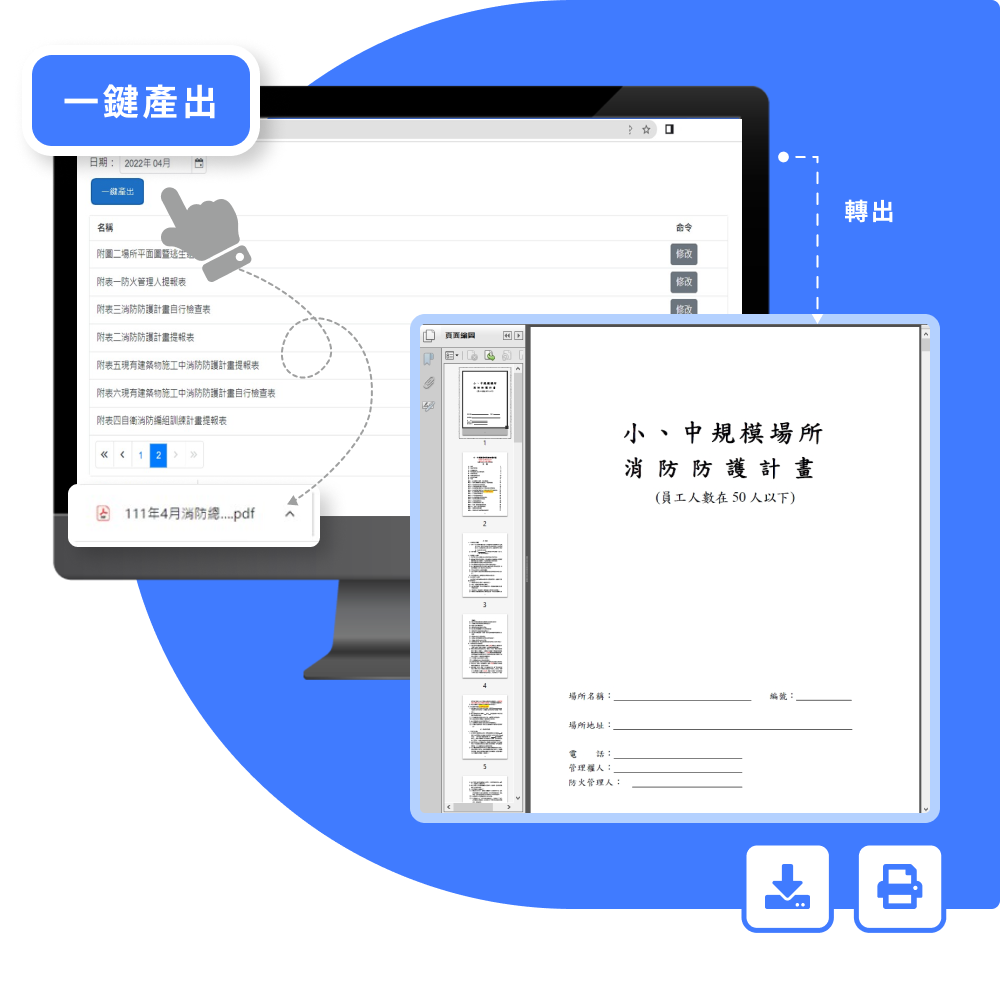 一鍵產出
日期：
2022年 04月
一鍵產出
名稱
命令
附圖二場所平面圖暨逃生
修改
附表一防火管理人提報表
修改
附表三消防防護計畫自行檢查表
修改
附表二消防防護計畫提報表
附表五現有建築物施工中消防防護計畫提報表
附表六現有建築物施工中消防防護計畫自行檢查表
附表四自衛消防編組訓練計畫提報表
« ‹ 1 2 › »
111年4月消防總....pdf
轉出
頁面縮圖
1
2
3
4
5
小、中規模場所
消防防護計畫
(員工人數在 50 人以下)
場所名稱：
編號：
場所地址：
電　話：
管理權人：
防火管理人：